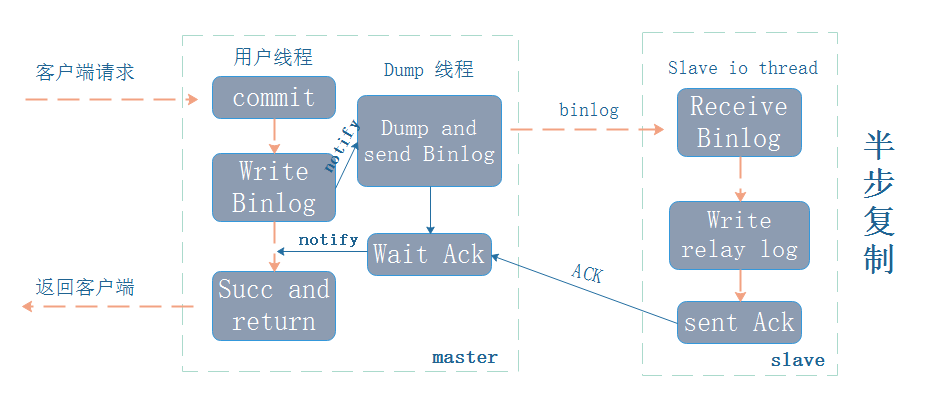 用户线程
客户端请求
commit
Write
Binlog
notify
Dump 线程
Dump and
send Binlog
notify
Wait Ack
Succ and
return
返回客户端
master
binlog
ACK
Slave io thread
Receive
Binlog
Write
relay log
sent Ack
slave
半步复制